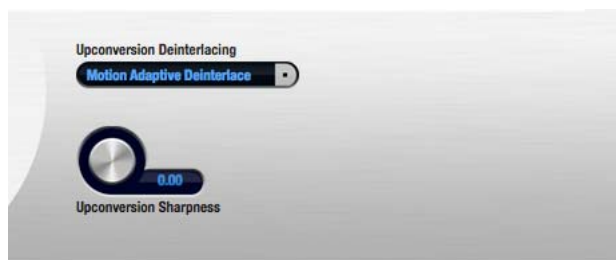 Upconversion Deinterlacing
Motion Adaptive Deinterlace
0.00
Upconversion Sharpness